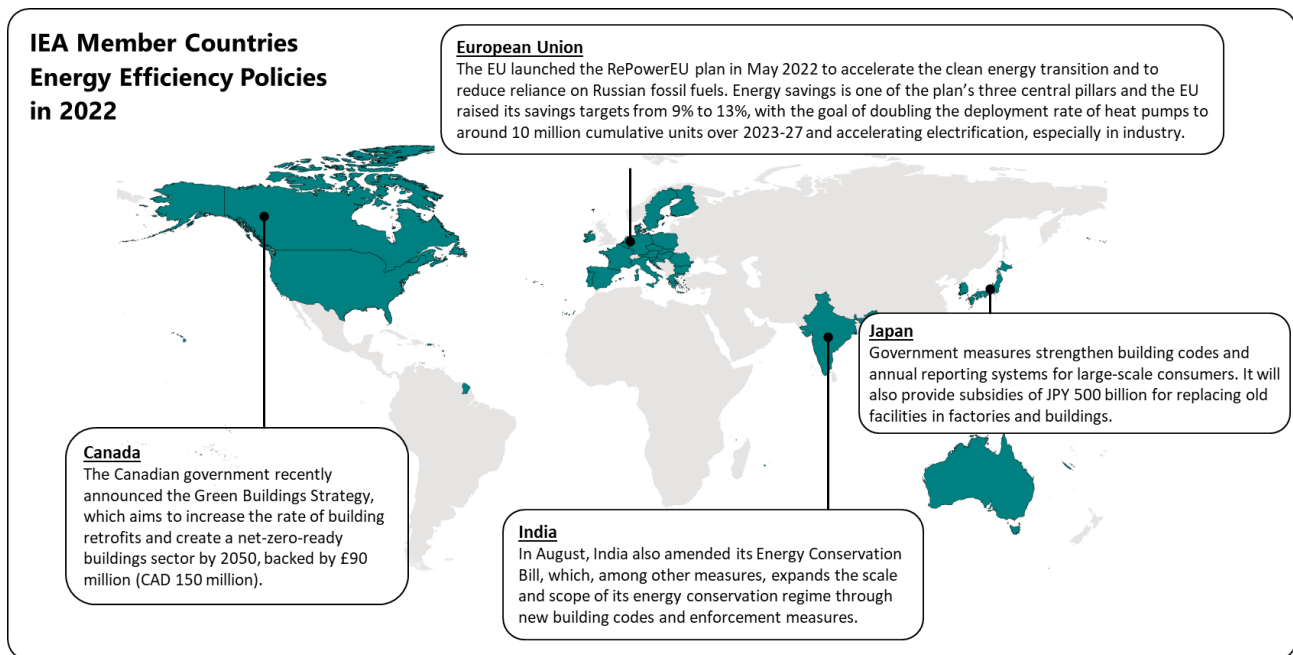 IEA Member Countries
Energy Efficiency Policies
in 2022
European Union
The EU launched the RePowerEU plan in May 2022 to accelerate the clean energy transition and to
reduce reliance on Russian fossil fuels. Energy savings is one of the plan's three central pillars and the EU
raised its savings targets from 9% to 13%, with the goal of doubling the deployment rate of heat pumps to
around 10 million cumulative units over 2023-27 and accelerating electrification, especially in industry.
Japan
Government measures strengthen building codes and
annual reporting systems for large-scale consumers. It will
also provide subsidies of JPY 500 billion for replacing old
facilities in factories and buildings.
Canada
The Canadian government recently
announced the Green Buildings Strategy,
which aims to increase the rate of building
retrofits and create a net-zero-ready
buildings sector by 2050, backed by £90
million (CAD 150 million).
India
In August, India also amended its Energy Conservation
Bill, which, among other measures, expands the scale
and scope of its energy conservation regime through
new building codes and enforcement measures.